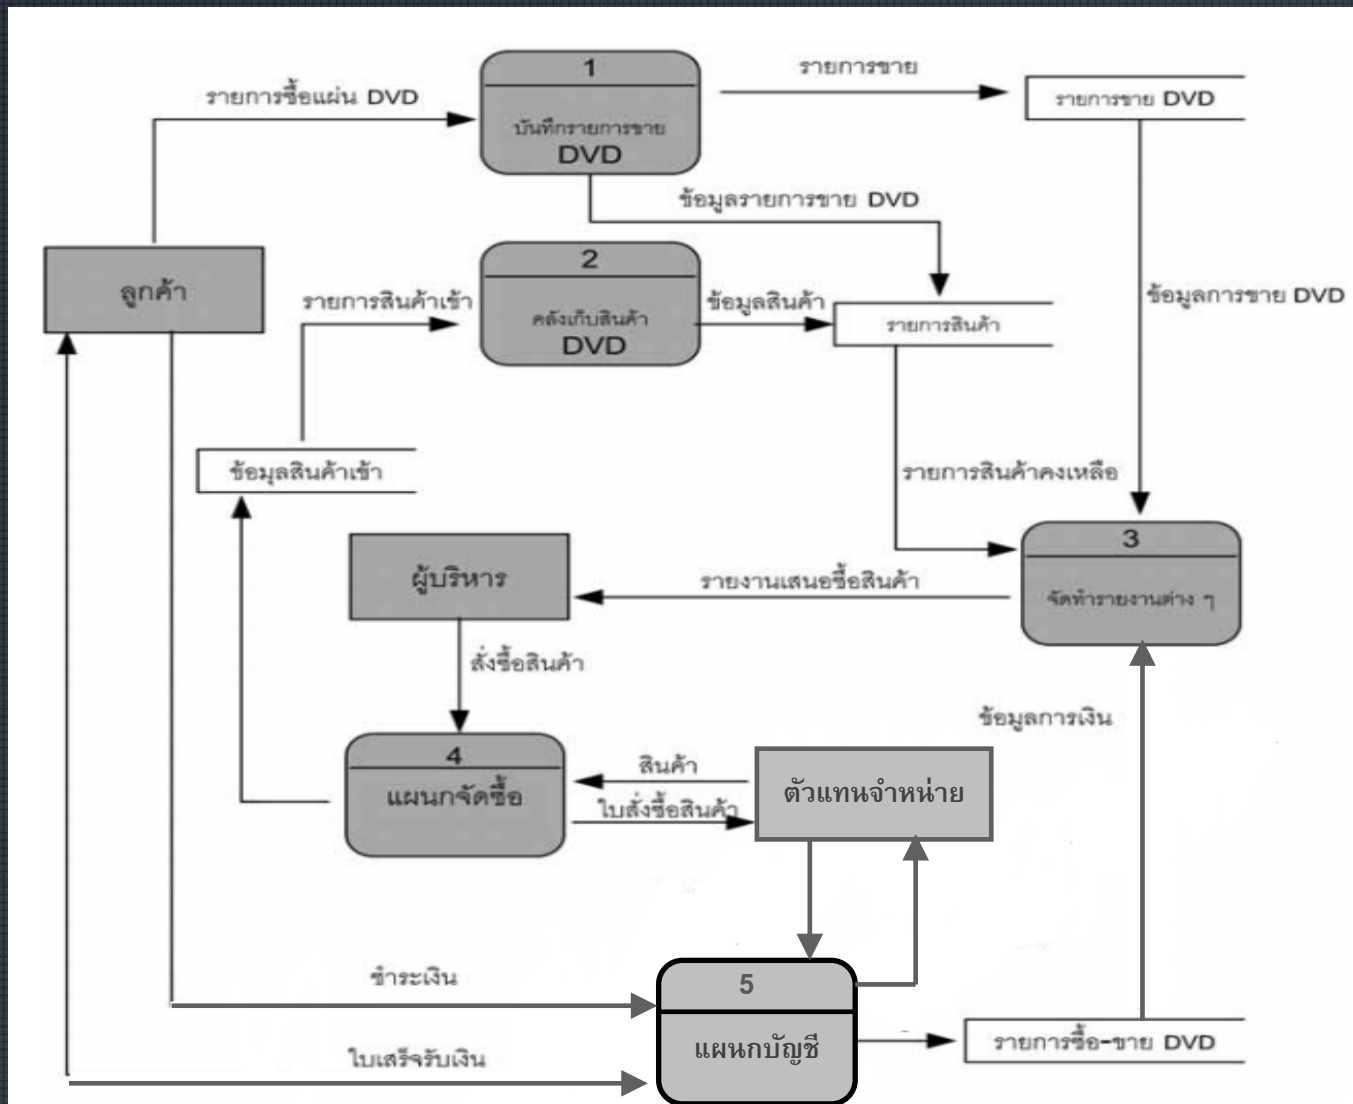 1
รายการขาย
รายการซื้อแผ่น DVD
รายการขาย DVD
บันทึกรายการขาย
DVD
ข้อมูลรายการขาย DVD
2
ลูกค้า
รายการสินค้าเข้า
ข้อมูลสินค้า
ข้อมูลการขาย DVD
คลังเก็บสินค้า
DVD
รายการสินค้า
ข้อมุลสินค้าเข้า
รายการสินค้าคงเหลือ
3
ผู้บริหาร
รายงานเสนอซื้อสินค้า
จัดทำรายงานต่าง ๆ
สั่งซื้อสินค้า
ข้อมูลการเงิน
4
สินค้า
แผนกจัดซื้อ
ตัวแทนจำหน่าย
ใบสั่งซื้อสินค้า
ชำระเงิน
5
แผนกบัญชี
รายการซื้อ-ขาย DVD
ใบเสร็จรับเงิน